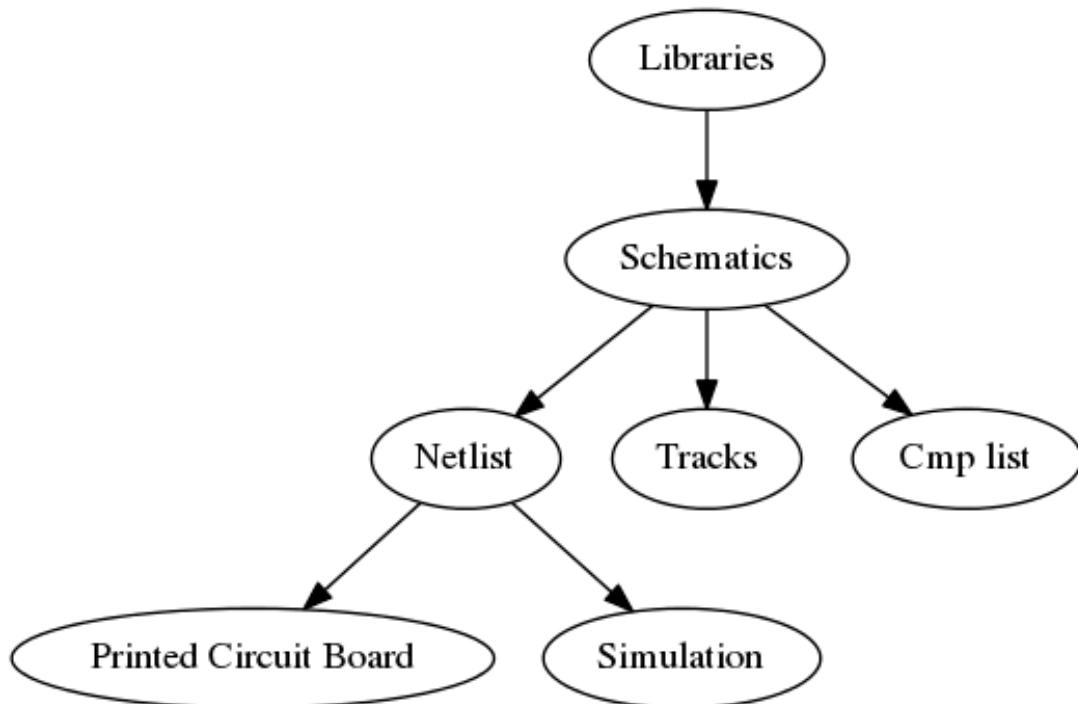 Libraries
Schematics
Netlist
Tracks
Cmp list
Printed Circuit Board
Simulation